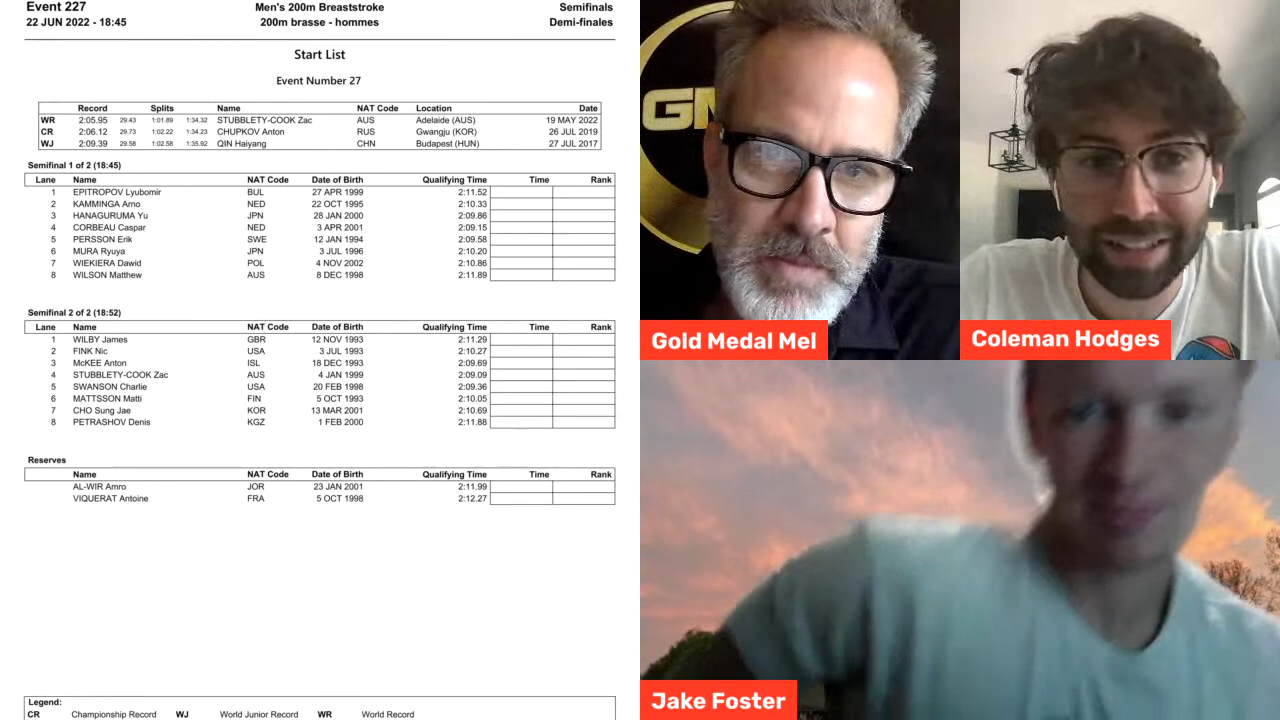 Event 227 Men's 200m Breaststroke Semifinals
22 JUN 2022 - 18:45 200m brasse - hommes Demi-finales
Start List
Event Number 27
Record Splits Name NAT Code Location Date
WR 2:05.95 29.43 1:01.89 1:34.32 STUBBLETY-COOK Zac AUS Adelaide (AUS) 19 MAY 2022
CR 2:06.12 29.73 1:02.22 1:34.23 CHUPKOV Anton RUS Gwangju (KOR) 26 JUL 2019
WJ 2:09.39 29.58 1:02.58 1:35.92 QIN Haiyang CHN Budapest (HUN) 27 JUL 2017
Semifinal 1 of 2 (18:45)
Lane Name NAT Code Date of Birth Qualifying Time Time Rank
1 EPITROPOV Lyubomir BUL 27 APR 1999 2:11.52
2 KAMMINGA Arno NED 22 OCT 1995 2:10.33
3 HANAGURUMA Yu JPN 28 JAN 2000 2:09.86
4 CORBEAU Caspar NED 3 APR 2001 2:09.15
5 PERSSON Erik SWE 12 JAN 1994 2:09.58
6 MURA Ryuya JPN 3 JUL 1996 2:10.20
7 WIEKIERA Dawid POL 4 NOV 2002 2:10.86
8 WILSON Matthew AUS 8 DEC 1998 2:11.89
Semifinal 2 of 2 (18:52)
Lane Name NAT Code Date of Birth Qualifying Time Time Rank
1 WILBY James GBR 12 NOV 1993 2:11.29
2 FINK Nic USA 3 JUL 1993 2:10.27
3 McKEE Anton ISL 18 DEC 1993 2:09.69
4 STUBBLETY-COOK Zac AUS 4 JAN 1999 2:09.09
5 SWANSON Charlie USA 20 FEB 1998 2:09.36
6 MATTSSON Matti FIN 5 OCT 1993 2:10.05
7 CHO Sung Jae KOR 13 MAR 2001 2:10.69
8 PETRASHOV Denis KGZ 1 FEB 2000 2:11.88
Reserves
Name NAT Code Date of Birth Qualifying Time Time Rank
AL-WIR Amro JOR 23 JAN 2001 2:11.99
VIQUERAT Antoine FRA 5 OCT 1998 2:12.27
Legend:
CR Championship Record WJ World Junior Record WR World Record
Gold Medal Mel
Coleman Hodges
Jake Foster